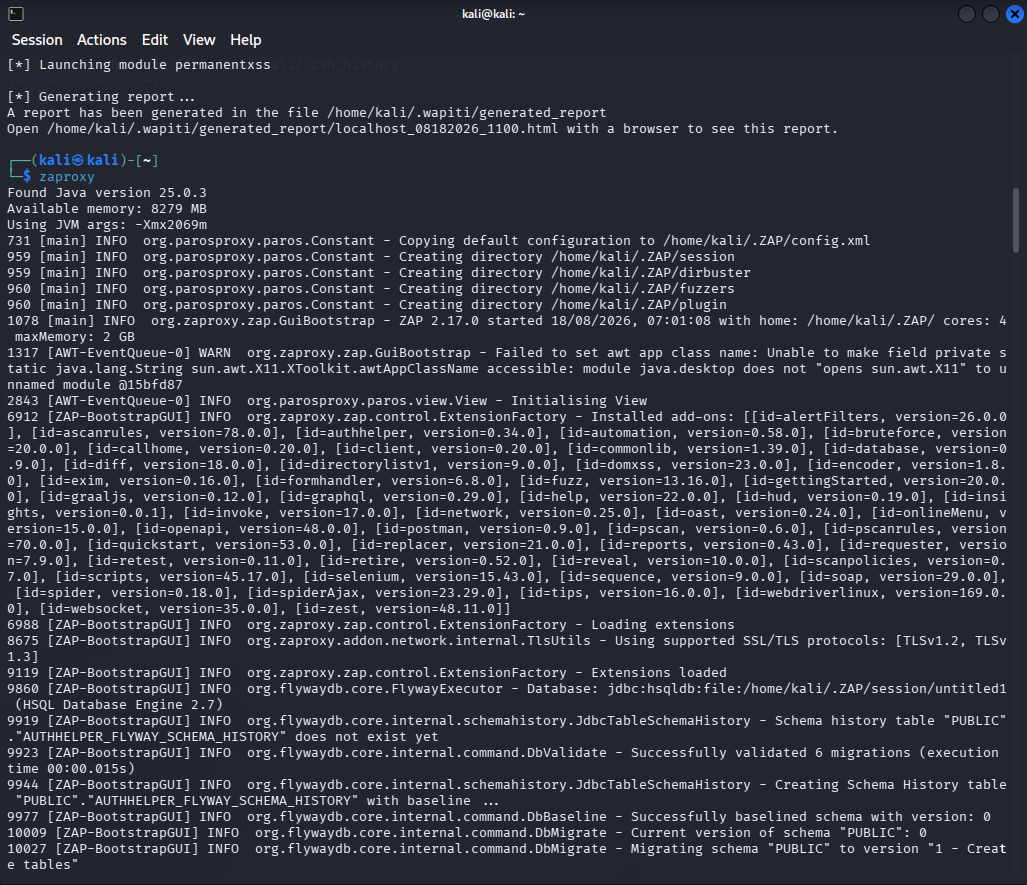 kali@kali: ~
Session Actions Edit View Help
[*] Launching module permanentxss
[*] Generating report...
A report has been generated in the file /home/kali/.wapiti/generated_report
Open /home/kali/.wapiti/generated_report/localhost_08182026_1100.html with a browser to see this report.
┌──(kali㉿kali)-[~]
└─$ zaproxy
Found Java version 25.0.3
Available memory: 8279 MB
Using JVM args: -Xmx2069m
731 [main] INFO  org.parosproxy.paros.Constant - Copying default configuration to /home/kali/.ZAP/config.xml
959 [main] INFO  org.parosproxy.paros.Constant - Creating directory /home/kali/.ZAP/session
959 [main] INFO  org.parosproxy.paros.Constant - Creating directory /home/kali/.ZAP/dirbuster
960 [main] INFO  org.parosproxy.paros.Constant - Creating directory /home/kali/.ZAP/fuzzers
960 [main] INFO  org.parosproxy.paros.Constant - Creating directory /home/kali/.ZAP/plugin
1078 [main] INFO  org.zaproxy.zap.GuiBootstrap - ZAP 2.17.0 started 18/08/2026, 07:01:08 with home: /home/kali/.ZAP/ cores: 4
 maxMemory: 2 GB
1317 [AWT-EventQueue-0] WARN  org.zaproxy.zap.GuiBootstrap - Failed to set awt app class name: Unable to make field private s
tatic java.lang.String sun.awt.X11.XToolkit.awtAppClassName accessible: module java.desktop does not "opens sun.awt.X11" to u
nnamed module @15bfd87
2843 [AWT-EventQueue-0] INFO  org.parosproxy.paros.view.View - Initialising View
6912 [ZAP-BootstrapGUI] INFO  org.zaproxy.zap.control.ExtensionFactory - Installed add-ons: [[id=alertFilters, version=26.0.0
], [id=ascanrules, version=78.0.0], [id=authhelper, version=0.34.0], [id=automation, version=0.58.0], [id=bruteforce, version
=20.0.0], [id=callhome, version=0.20.0], [id=client, version=0.20.0], [id=commonlib, version=1.39.0], [id=database, version=0
.9.0], [id=diff, version=18.0.0], [id=directorylistv1, version=9.0.0], [id=domxss, version=23.0.0], [id=encoder, version=1.8.
0], [id=exim, version=0.16.0], [id=formhandler, version=6.8.0], [id=fuzz, version=13.16.0], [id=gettingStarted, version=20.0.
0], [id=graaljs, version=0.12.0], [id=graphql, version=0.29.0], [id=help, version=22.0.0], [id=hud, version=0.19.0], [id=insi
ghts, version=0.0.1], [id=invoke, version=17.0.0], [id=network, version=0.25.0], [id=oast, version=0.24.0], [id=onlineMenu, v
ersion=15.0.0], [id=openapi, version=48.0.0], [id=postman, version=0.9.0], [id=pscan, version=0.6.0], [id=pscanrules, version
=70.0.0], [id=quickstart, version=53.0.0], [id=replacer, version=21.0.0], [id=reports, version=0.43.0], [id=requester, versio
n=7.9.0], [id=retest, version=0.11.0], [id=retire, version=0.52.0], [id=reveal, version=10.0.0], [id=scanpolicies, version=0.
7.0], [id=scripts, version=45.17.0], [id=selenium, version=15.43.0], [id=sequence, version=9.0.0], [id=soap, version=29.0.0],
 [id=spider, version=0.18.0], [id=spiderAjax, version=23.29.0], [id=tips, version=16.0.0], [id=webdriverlinux, version=169.0.
0], [id=websocket, version=35.0.0], [id=zest, version=48.11.0]]
6988 [ZAP-BootstrapGUI] INFO  org.zaproxy.zap.control.ExtensionFactory - Loading extensions
8675 [ZAP-BootstrapGUI] INFO  org.zaproxy.addon.network.internal.TlsUtils - Using supported SSL/TLS protocols: [TLSv1.2, TLSv
1.3]
9119 [ZAP-BootstrapGUI] INFO  org.zaproxy.zap.control.ExtensionFactory - Extensions loaded
9860 [ZAP-BootstrapGUI] INFO  org.flywaydb.core.FlywayExecutor - Database: jdbc:hsqldb:file:/home/kali/.ZAP/session/untitled1
 (HSQL Database Engine 2.7)
9919 [ZAP-BootstrapGUI] INFO  org.flywaydb.core.internal.schemahistory.JdbcTableSchemaHistory - Schema history table "PUBLIC"
."AUTHHELPER_FLYWAY_SCHEMA_HISTORY" does not exist yet
9923 [ZAP-BootstrapGUI] INFO  org.flywaydb.core.internal.command.DbValidate - Successfully validated 6 migrations (execution
time 00:00.015s)
9944 [ZAP-BootstrapGUI] INFO  org.flywaydb.core.internal.schemahistory.JdbcTableSchemaHistory - Creating Schema History table
 "PUBLIC"."AUTHHELPER_FLYWAY_SCHEMA_HISTORY" with baseline ...
9977 [ZAP-BootstrapGUI] INFO  org.flywaydb.core.internal.command.DbBaseline - Successfully baselined schema with version: 0
10009 [ZAP-BootstrapGUI] INFO  org.flywaydb.core.internal.command.DbMigrate - Current version of schema "PUBLIC": 0
10027 [ZAP-BootstrapGUI] INFO  org.flywaydb.core.internal.command.DbMigrate - Migrating schema "PUBLIC" to version "1 - Creat
e tables"